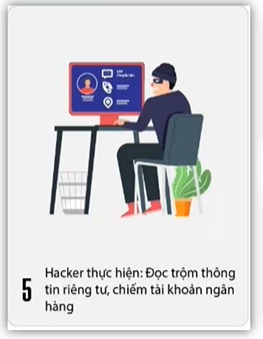 5
Hacker thực hiện: Đọc trộm thông
tin riêng tư, chiếm tài khoản ngân
hàng